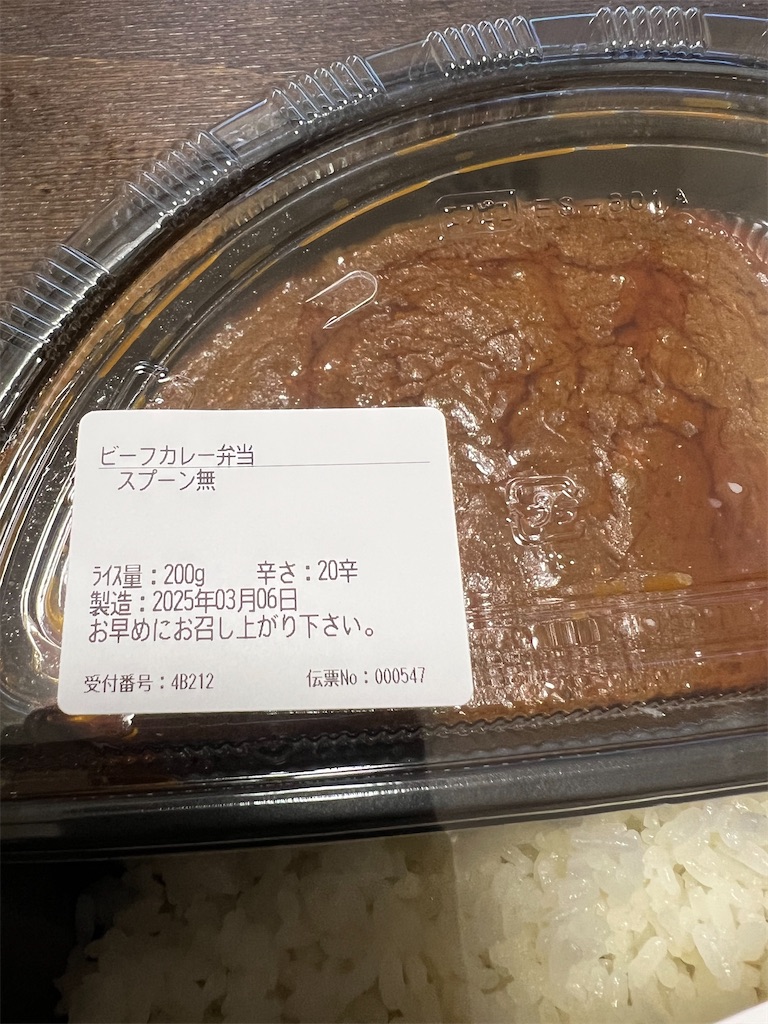 ビーフカレー弁当
スプーン無
ﾗｲｽ量：200g 辛さ：20辛
製造：2025年03月06日
お早めにお召し上がり下さい。
受付番号：4B212 伝票No：000547